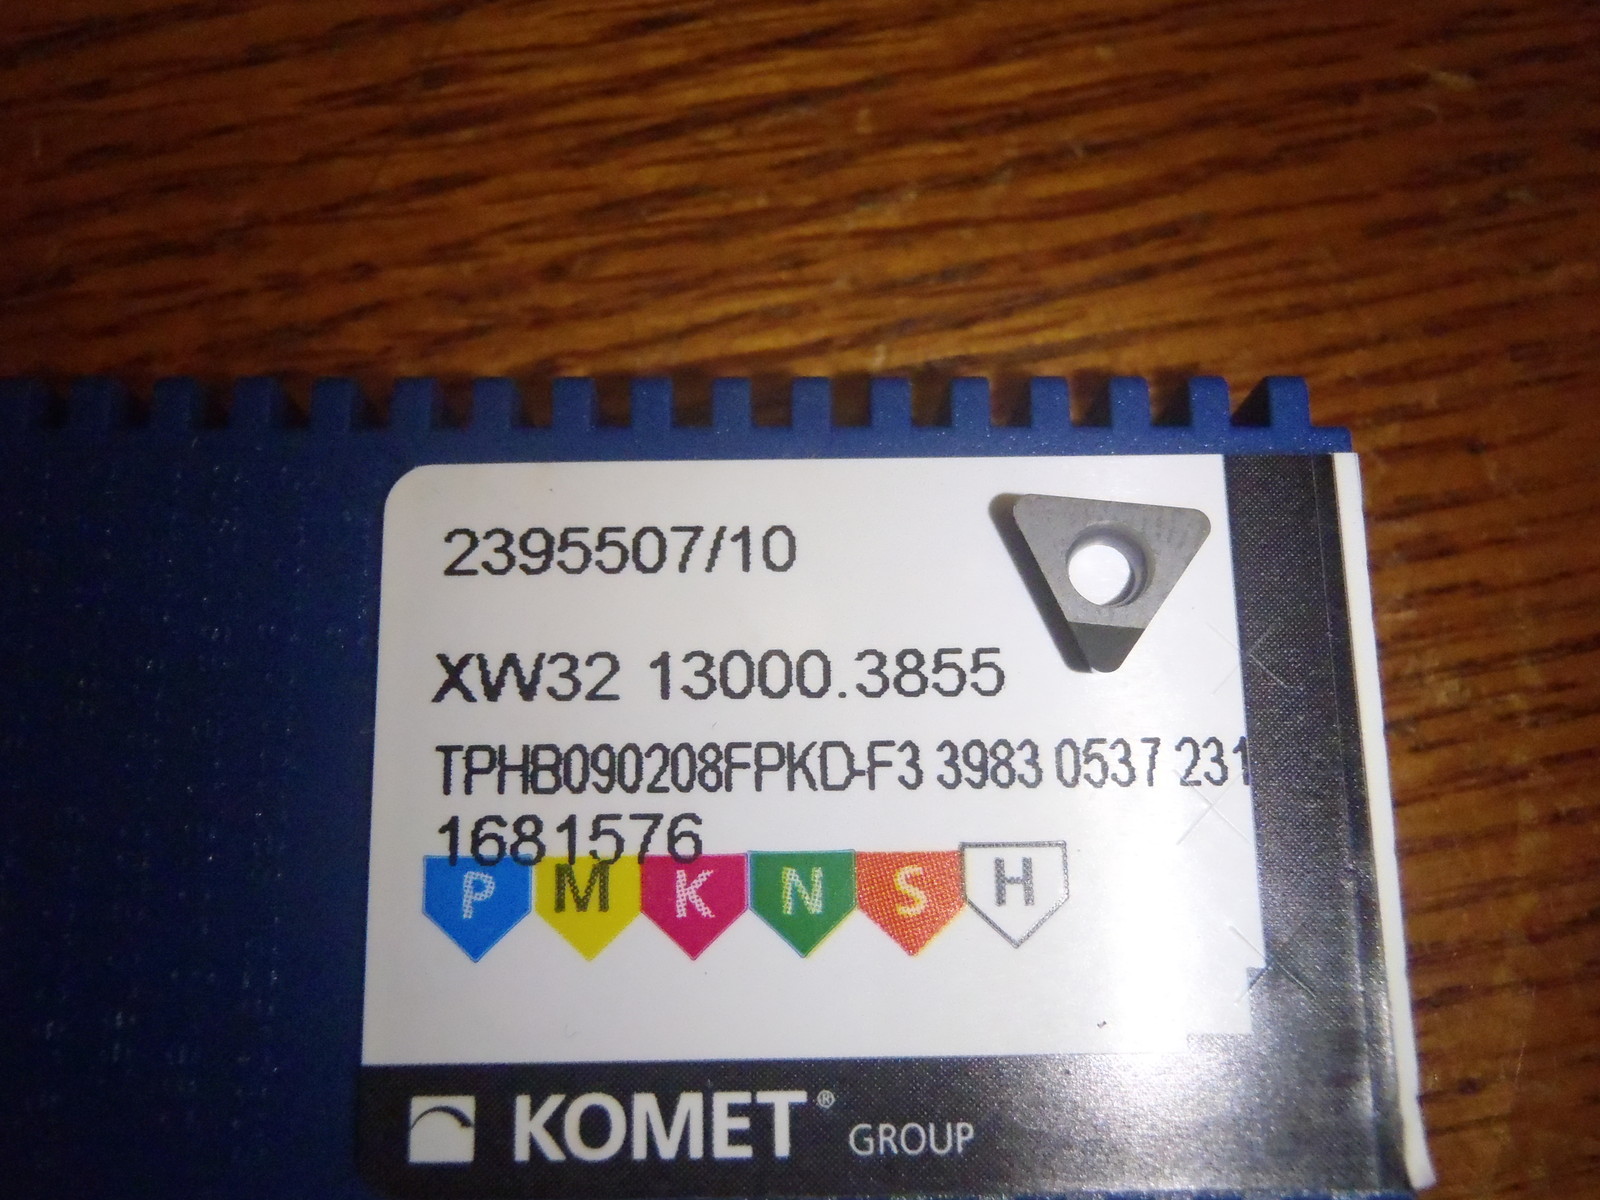 2395507/10
XW32 13000.3855
TPHB090208FPKD-F3 3983 0537 231
1681576
P M K N S H
KOMET® GROUP